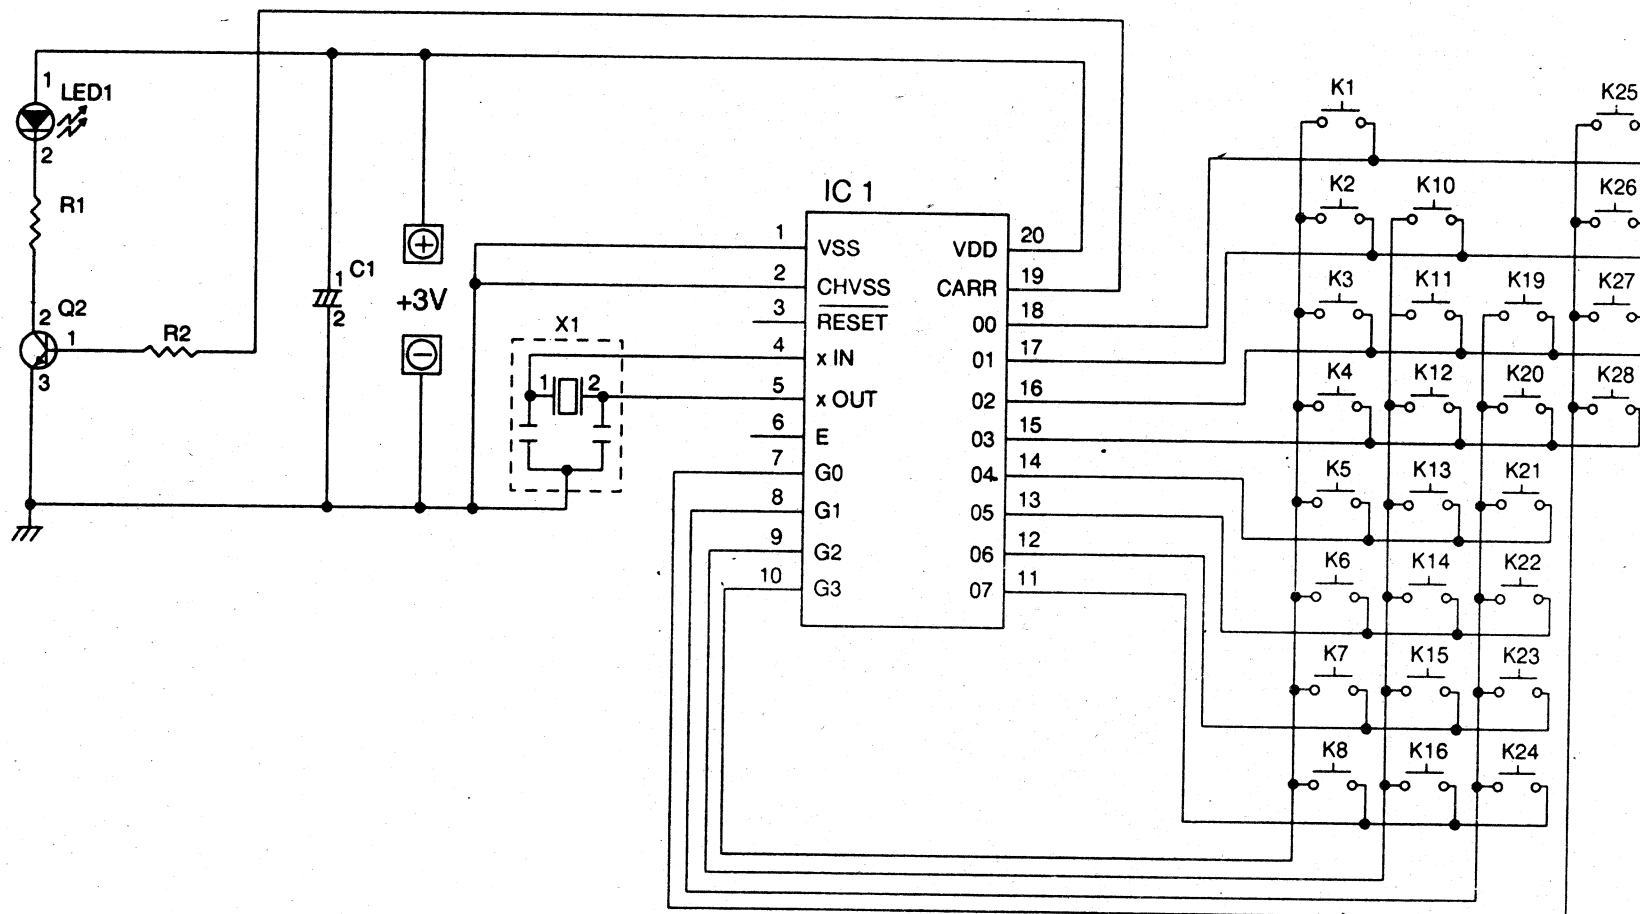 1
LED1
2
R1
Q2
2
1
3
R2
1
C1
2
+
+3V
−
X1
1 2
IC 1
1 VSS
2 CHVSS
3 RESET
4 x IN
5 x OUT
6 E
7 G0
8 G1
9 G2
10 G3
VDD 20
CARR 19
00 18
01 17
02 16
03 15
04 14
05 13
06 12
07 11
K1 K25
K2 K10 K26
K3 K11 K19 K27
K4 K12 K20 K28
K5 K13 K21
K6 K14 K22
K7 K15 K23
K8 K16 K24